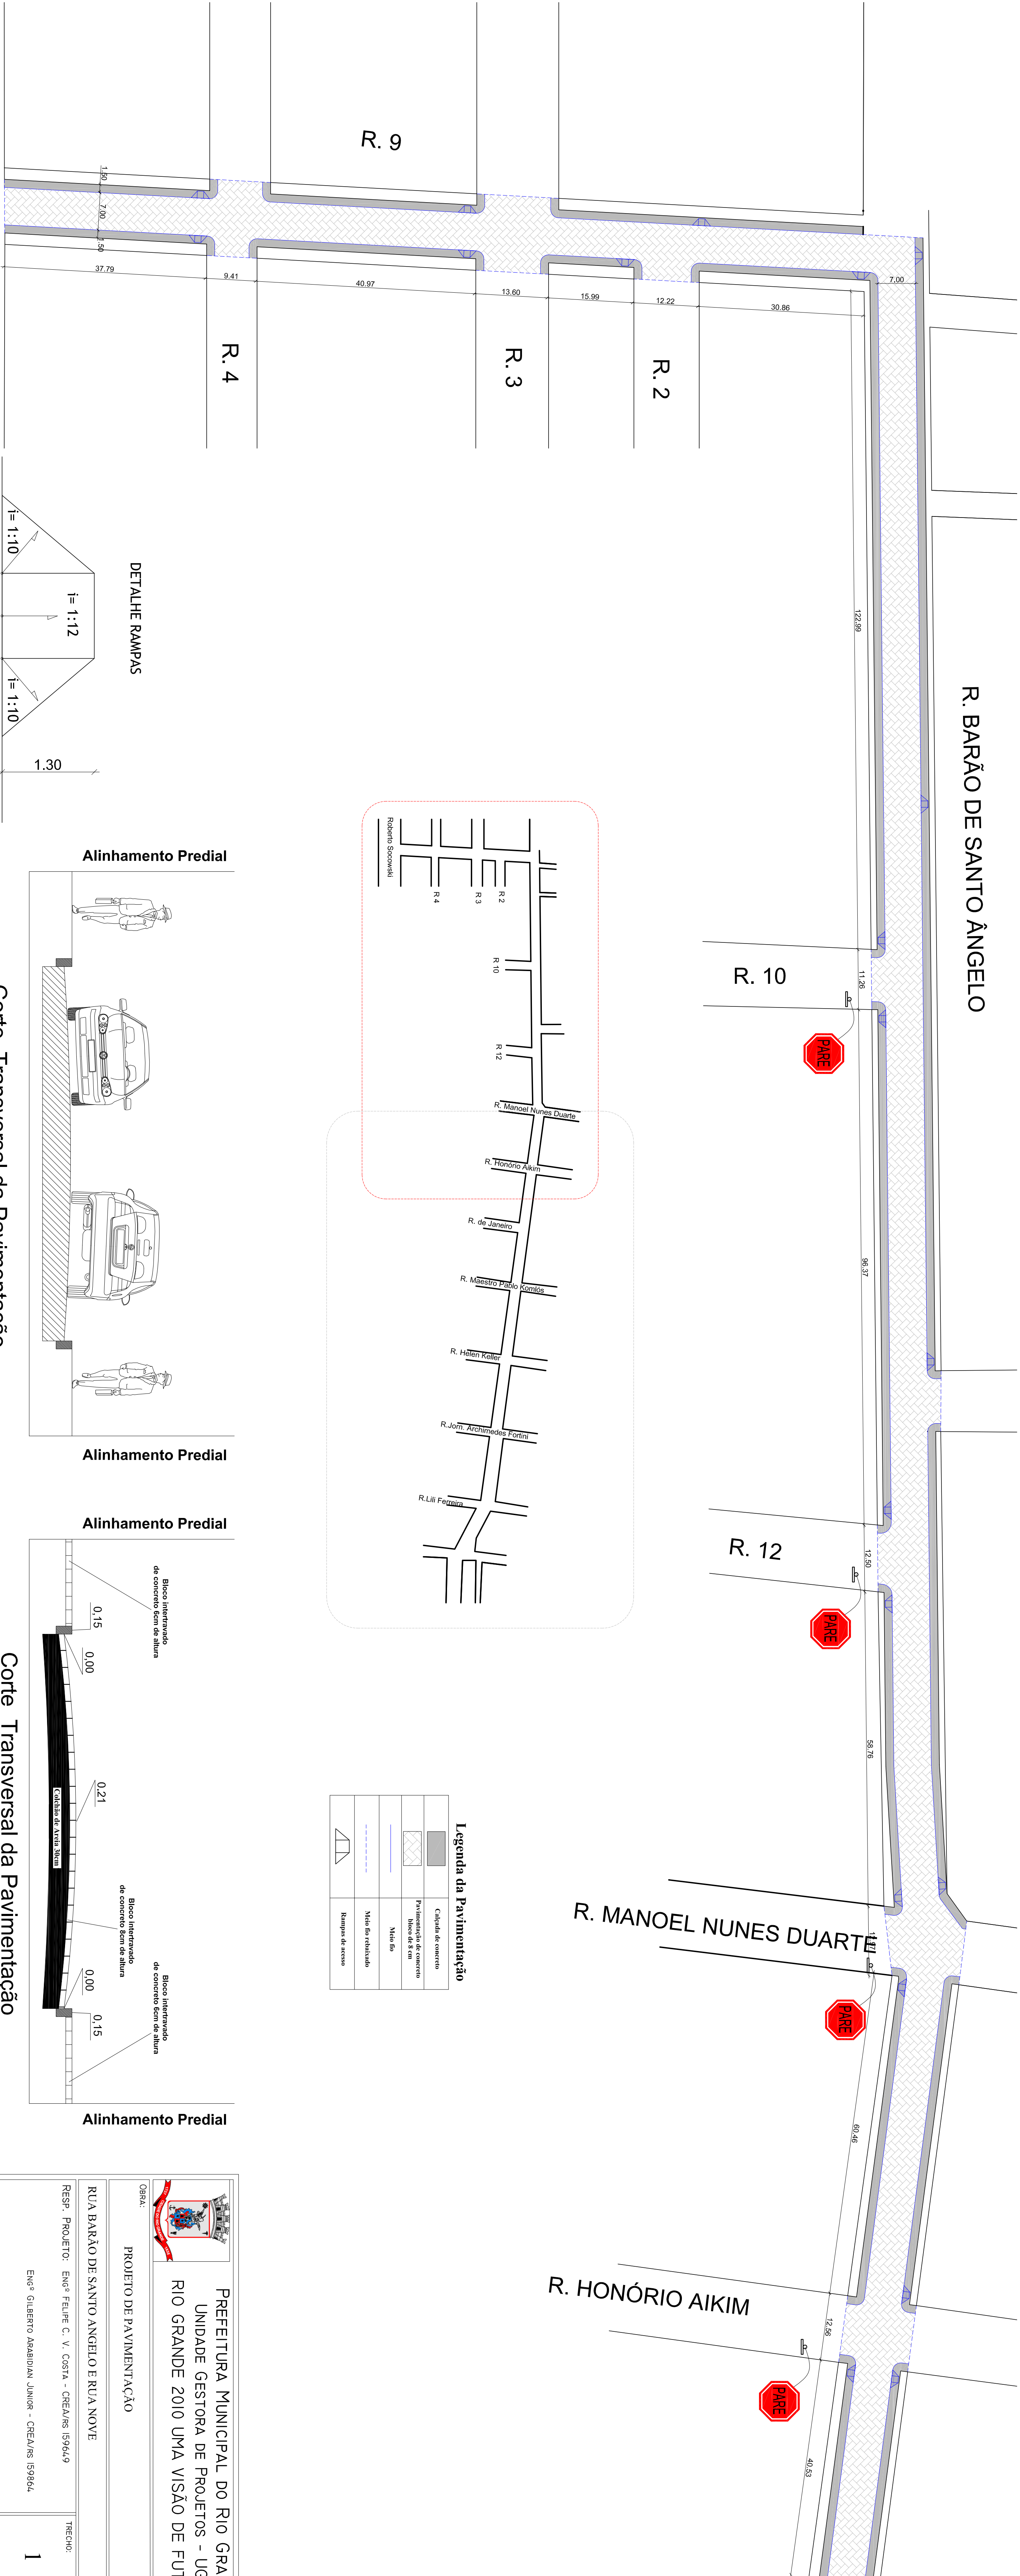 R. 9
1.50
7.00
1.50
37.79
9.41
40.97
13.60
15.99
12.22
30.86
7,00
R. 4
R. 3
R. 2
122.99
R. BARÃO DE SANTO ÂNGELO
DETALHE RAMPAS
i= 1:10
i= 1:12
i= 1:10
1.30
Roberto Socowski
R 4
R 3
R 2
R 10
R 12
R. Manoel Nunes Duarte
R. Honório Aikim
R. de Janeiro
R. Maestro Pablo Komlós
R. Helen Keller
R.Jorn. Archimedes Fortini
R.Lili Ferreira
R. 10
11.26
PARE
96.37
R. 12
12.50
PARE
58.76
R. MANOEL NUNES DUARTE
PARE
60.46
R. HONÓRIO AIKIM
12.56
PARE
40.53
Alinhamento Predial
Alinhamento Predial
Corte Transversal da Pavimentação
Alinhamento Predial
Bloco intertravado
de concreto 6cm de altura
0,15
0,00
0,21
Colchão de Areia 30cm
Bloco intertravado
de concreto 8cm de altura
0,00
0,15
Bloco intertravado
de concreto 6cm de altura
Alinhamento Predial
Corte Transversal da Pavimentação
Legenda da Pavimentação
Calçada de concreto
Pavimentação de concreto
bloco de 8 cm
Meio fio
Meio fio rebaixado
Rampas de acesso
PREFEITURA MUNICIPAL DO RIO GRA
UNIDADE GESTORA DE PROJETOS - UG
RIO GRANDE 2010 UMA VISÃO DE FUT
OBRA:
PROJETO DE PAVIMENTAÇÃO
RUA BARÃO DE SANTO ANGELO E RUA NOVE
RESP. PROJETO: ENGº FELIPE C. V. COSTA - CREA/RS 159649
ENGº GILBERTO ARABIDIAN JUNIOR - CREA/RS 159864
TRECHO:
1